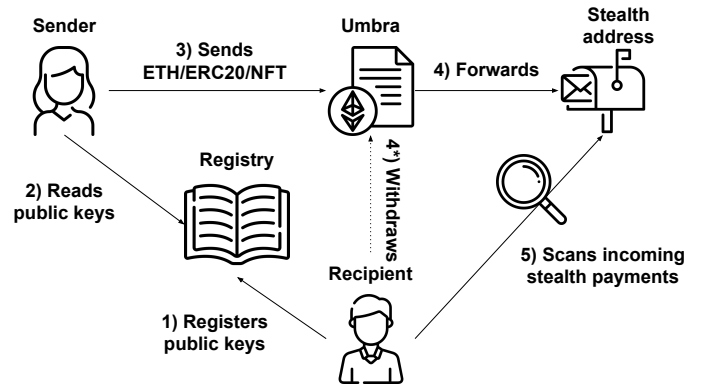 Sender
Umbra
Stealth
address
3) Sends
ETH/ERC20/NFT
4) Forwards
Registry
2) Reads
public keys
4*) Withdraws
5) Scans incoming
stealth payments
Recipient
1) Registers
public keys